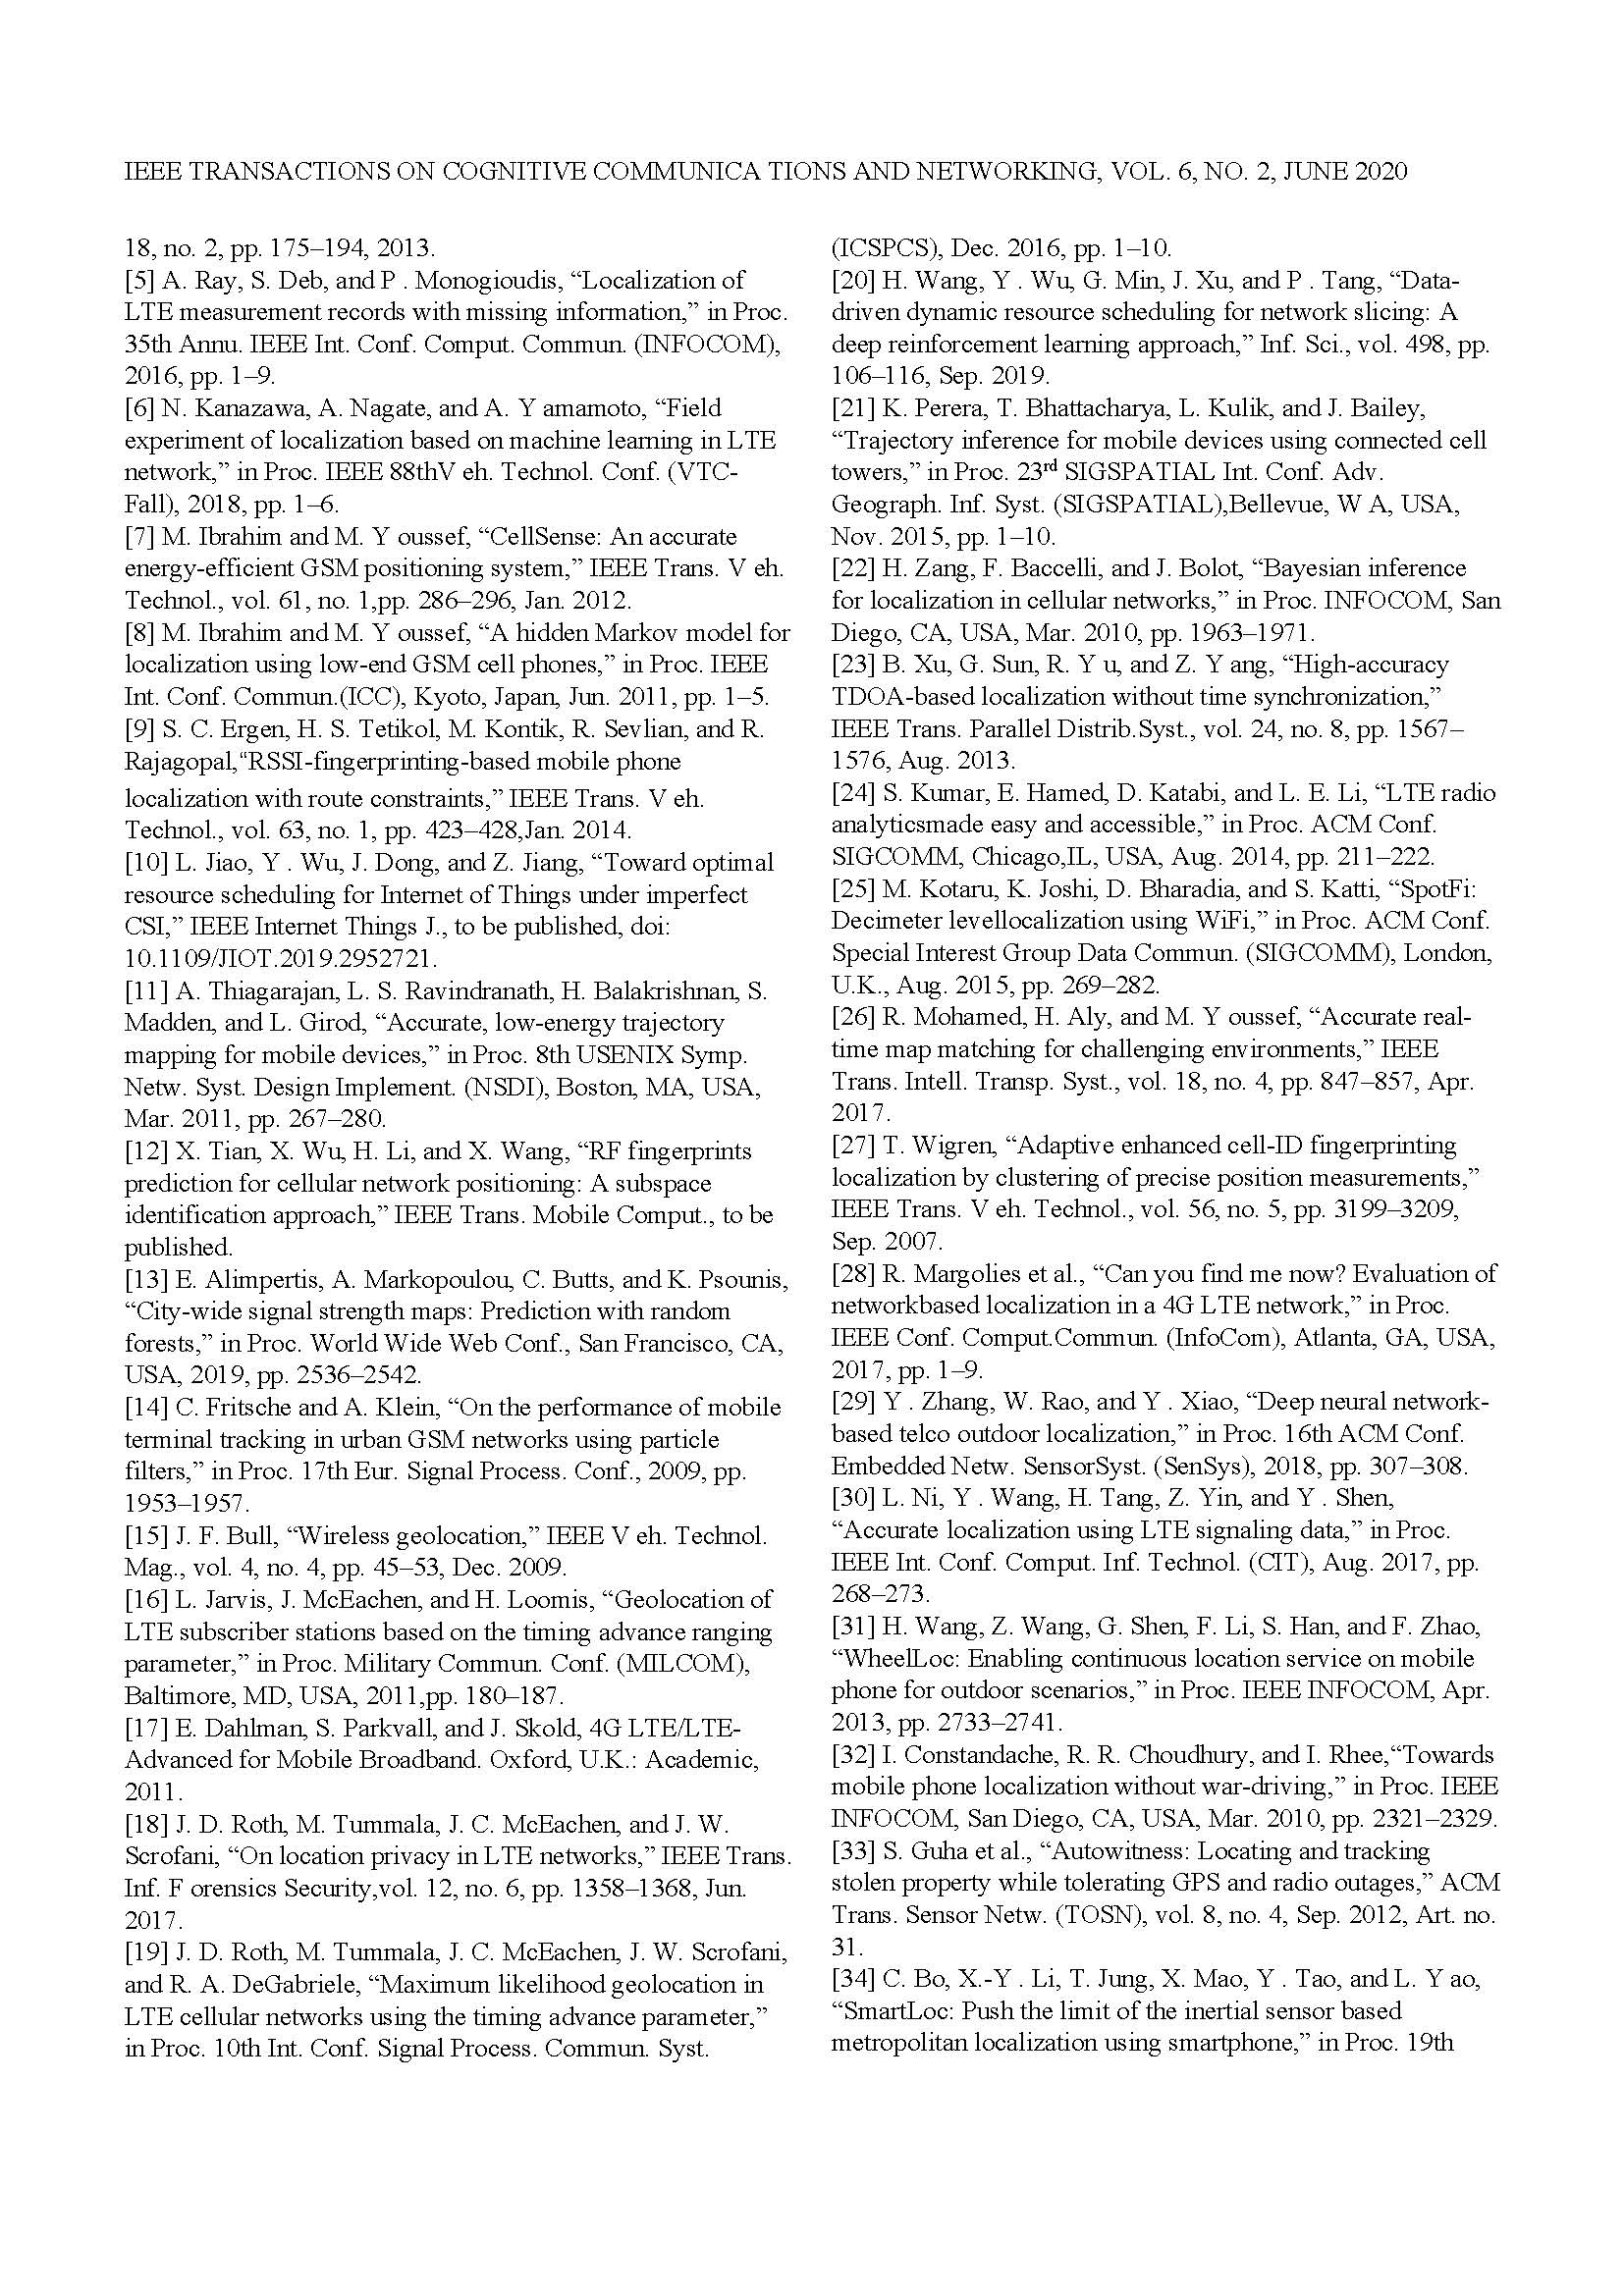 IEEE TRANSACTIONS ON COGNITIVE COMMUNICA TIONS AND NETWORKING, VOL. 6, NO. 2, JUNE 2020
18, no. 2, pp. 175–194, 2013.
[5] A. Ray, S. Deb, and P . Monogioudis, “Localization of
LTE measurement records with missing information,” in Proc.
35th Annu. IEEE Int. Conf. Comput. Commun. (INFOCOM),
2016, pp. 1–9.
[6] N. Kanazawa, A. Nagate, and A. Y amamoto, “Field
experiment of localization based on machine learning in LTE
network,” in Proc. IEEE 88thV eh. Technol. Conf. (VTC-
Fall), 2018, pp. 1–6.
[7] M. Ibrahim and M. Y oussef, “CellSense: An accurate
energy-efficient GSM positioning system,” IEEE Trans. V eh.
Technol., vol. 61, no. 1,pp. 286–296, Jan. 2012.
[8] M. Ibrahim and M. Y oussef, “A hidden Markov model for
localization using low-end GSM cell phones,” in Proc. IEEE
Int. Conf. Commun.(ICC), Kyoto, Japan, Jun. 2011, pp. 1–5.
[9] S. C. Ergen, H. S. Tetikol, M. Kontik, R. Sevlian, and R.
Rajagopal,“RSSI-fingerprinting-based mobile phone
localization with route constraints,” IEEE Trans. V eh.
Technol., vol. 63, no. 1, pp. 423–428,Jan. 2014.
[10] L. Jiao, Y . Wu, J. Dong, and Z. Jiang, “Toward optimal
resource scheduling for Internet of Things under imperfect
CSI,” IEEE Internet Things J., to be published, doi:
10.1109/JIOT.2019.2952721.
[11] A. Thiagarajan, L. S. Ravindranath, H. Balakrishnan, S.
Madden, and L. Girod, “Accurate, low-energy trajectory
mapping for mobile devices,” in Proc. 8th USENIX Symp.
Netw. Syst. Design Implement. (NSDI), Boston, MA, USA,
Mar. 2011, pp. 267–280.
[12] X. Tian, X. Wu, H. Li, and X. Wang, “RF fingerprints
prediction for cellular network positioning: A subspace
identification approach,” IEEE Trans. Mobile Comput., to be
published.
[13] E. Alimpertis, A. Markopoulou, C. Butts, and K. Psounis,
“City-wide signal strength maps: Prediction with random
forests,” in Proc. World Wide Web Conf., San Francisco, CA,
USA, 2019, pp. 2536–2542.
[14] C. Fritsche and A. Klein, “On the performance of mobile
terminal tracking in urban GSM networks using particle
filters,” in Proc. 17th Eur. Signal Process. Conf., 2009, pp.
1953–1957.
[15] J. F. Bull, “Wireless geolocation,” IEEE V eh. Technol.
Mag., vol. 4, no. 4, pp. 45–53, Dec. 2009.
[16] L. Jarvis, J. McEachen, and H. Loomis, “Geolocation of
LTE subscriber stations based on the timing advance ranging
parameter,” in Proc. Military Commun. Conf. (MILCOM),
Baltimore, MD, USA, 2011,pp. 180–187.
[17] E. Dahlman, S. Parkvall, and J. Skold, 4G LTE/LTE-
Advanced for Mobile Broadband. Oxford, U.K.: Academic,
2011.
[18] J. D. Roth, M. Tummala, J. C. McEachen, and J. W.
Scrofani, “On location privacy in LTE networks,” IEEE Trans.
Inf. F orensics Security,vol. 12, no. 6, pp. 1358–1368, Jun.
2017.
[19] J. D. Roth, M. Tummala, J. C. McEachen, J. W. Scrofani,
and R. A. DeGabriele, “Maximum likelihood geolocation in
LTE cellular networks using the timing advance parameter,”
in Proc. 10th Int. Conf. Signal Process. Commun. Syst.
(ICSPCS), Dec. 2016, pp. 1–10.
[20] H. Wang, Y . Wu, G. Min, J. Xu, and P . Tang, “Data-
driven dynamic resource scheduling for network slicing: A
deep reinforcement learning approach,” Inf. Sci., vol. 498, pp.
106–116, Sep. 2019.
[21] K. Perera, T. Bhattacharya, L. Kulik, and J. Bailey,
“Trajectory inference for mobile devices using connected cell
towers,” in Proc. 23rd SIGSPATIAL Int. Conf. Adv.
Geograph. Inf. Syst. (SIGSPATIAL),Bellevue, W A, USA,
Nov. 2015, pp. 1–10.
[22] H. Zang, F. Baccelli, and J. Bolot, “Bayesian inference
for localization in cellular networks,” in Proc. INFOCOM, San
Diego, CA, USA, Mar. 2010, pp. 1963–1971.
[23] B. Xu, G. Sun, R. Y u, and Z. Y ang, “High-accuracy
TDOA-based localization without time synchronization,”
IEEE Trans. Parallel Distrib.Syst., vol. 24, no. 8, pp. 1567–
1576, Aug. 2013.
[24] S. Kumar, E. Hamed, D. Katabi, and L. E. Li, “LTE radio
analyticsmade easy and accessible,” in Proc. ACM Conf.
SIGCOMM, Chicago,IL, USA, Aug. 2014, pp. 211–222.
[25] M. Kotaru, K. Joshi, D. Bharadia, and S. Katti, “SpotFi:
Decimeter levellocalization using WiFi,” in Proc. ACM Conf.
Special Interest Group Data Commun. (SIGCOMM), London,
U.K., Aug. 2015, pp. 269–282.
[26] R. Mohamed, H. Aly, and M. Y oussef, “Accurate real-
time map matching for challenging environments,” IEEE
Trans. Intell. Transp. Syst., vol. 18, no. 4, pp. 847–857, Apr.
2017.
[27] T. Wigren, “Adaptive enhanced cell-ID fingerprinting
localization by clustering of precise position measurements,”
IEEE Trans. V eh. Technol., vol. 56, no. 5, pp. 3199–3209,
Sep. 2007.
[28] R. Margolies et al., “Can you find me now? Evaluation of
networkbased localization in a 4G LTE network,” in Proc.
IEEE Conf. Comput.Commun. (InfoCom), Atlanta, GA, USA,
2017, pp. 1–9.
[29] Y . Zhang, W. Rao, and Y . Xiao, “Deep neural network-
based telco outdoor localization,” in Proc. 16th ACM Conf.
Embedded Netw. SensorSyst. (SenSys), 2018, pp. 307–308.
[30] L. Ni, Y . Wang, H. Tang, Z. Yin, and Y . Shen,
“Accurate localization using LTE signaling data,” in Proc.
IEEE Int. Conf. Comput. Inf. Technol. (CIT), Aug. 2017, pp.
268–273.
[31] H. Wang, Z. Wang, G. Shen, F. Li, S. Han, and F. Zhao,
“WheelLoc: Enabling continuous location service on mobile
phone for outdoor scenarios,” in Proc. IEEE INFOCOM, Apr.
2013, pp. 2733–2741.
[32] I. Constandache, R. R. Choudhury, and I. Rhee,“Towards
mobile phone localization without war-driving,” in Proc. IEEE
INFOCOM, San Diego, CA, USA, Mar. 2010, pp. 2321–2329.
[33] S. Guha et al., “Autowitness: Locating and tracking
stolen property while tolerating GPS and radio outages,” ACM
Trans. Sensor Netw. (TOSN), vol. 8, no. 4, Sep. 2012, Art. no.
31.
[34] C. Bo, X.-Y . Li, T. Jung, X. Mao, Y . Tao, and L. Y ao,
“SmartLoc: Push the limit of the inertial sensor based
metropolitan localization using smartphone,” in Proc. 19th